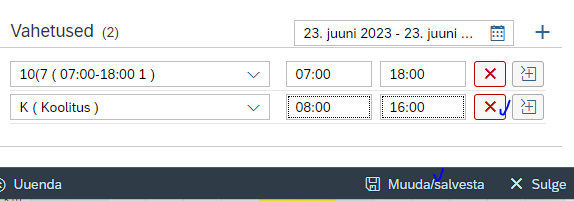 Vahetused (2)
23. juuni 2023 - 23. juuni ...
10(7 ( 07:00-18:00 1 ) 07:00 18:00
K ( Koolitus ) 08:00 16:00
Uuenda Muuda/salvesta Sulge